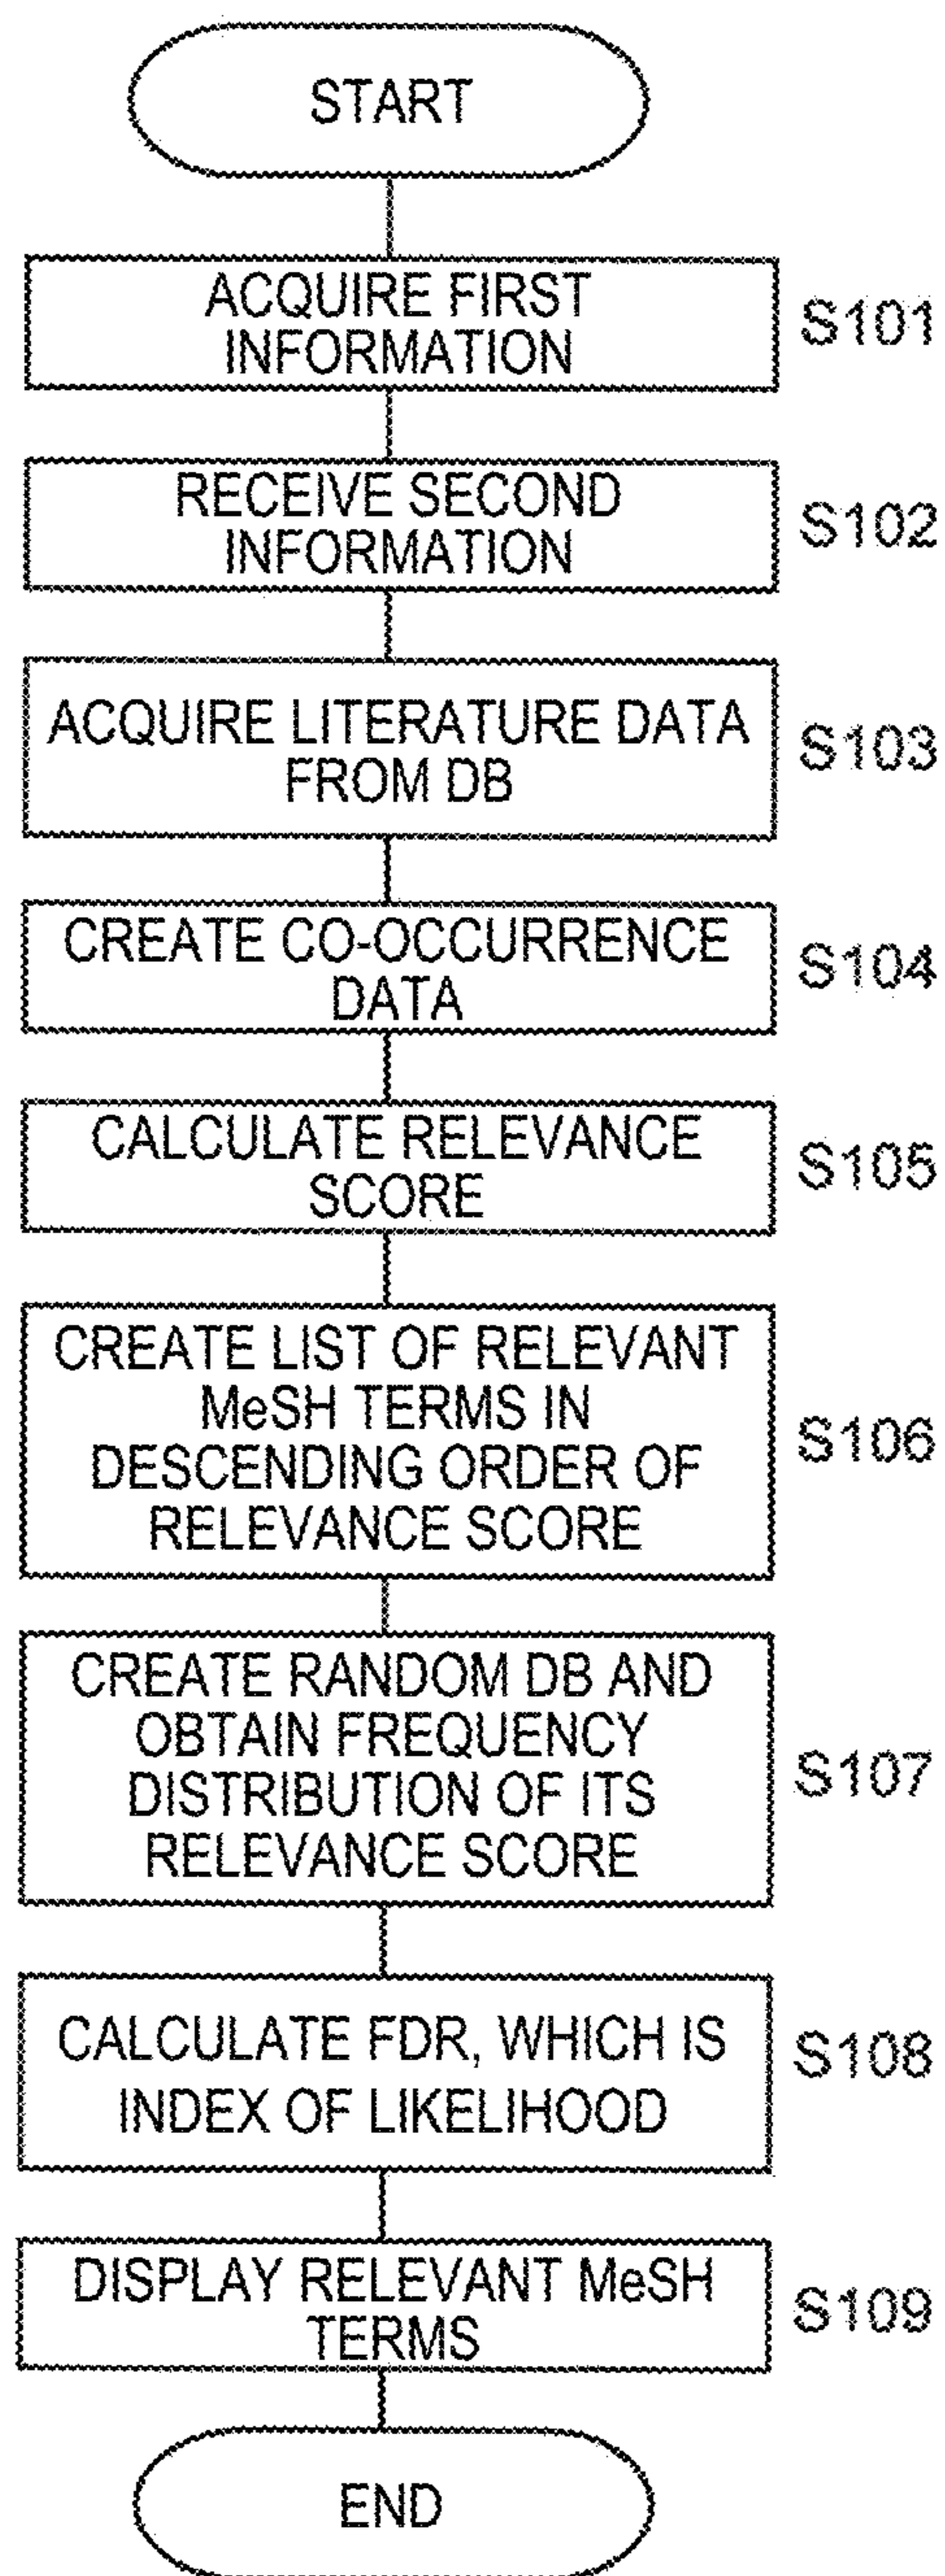 START
ACQUIRE FIRST
INFORMATION
S101
RECEIVE SECOND
INFORMATION
S102
ACQUIRE LITERATURE DATA
FROM DB
S103
CREATE CO-OCCURRENCE
DATA
S104
CALCULATE RELEVANCE
SCORE
S105
CREATE LIST OF RELEVANT
MeSH TERMS IN
DESCENDING ORDER OF
RELEVANCE SCORE
S106
CREATE RANDOM DB AND
OBTAIN FREQUENCY
DISTRIBUTION OF ITS
RELEVANCE SCORE
S107
CALCULATE FDR, WHICH IS
INDEX OF LIKELIHOOD
S108
DISPLAY RELEVANT MeSH
TERMS
S109
END